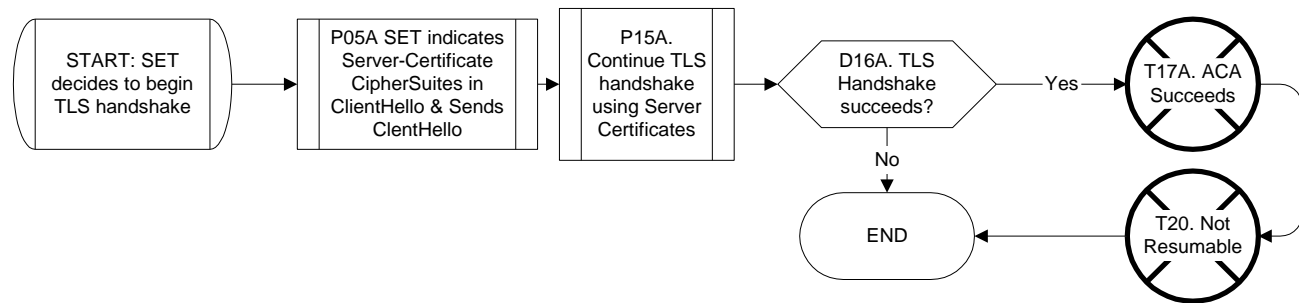 START: SET
decides to begin
TLS handshake
P05A SET indicates
Server-Certificate
CipherSuites in
ClientHello & Sends
ClentHello
P15A.
Continue TLS
handshake
using Server
Certificates
D16A. TLS
Handshake
succeeds?
Yes
T17A. ACA
Succeeds
No
END
T20. Not
Resumable